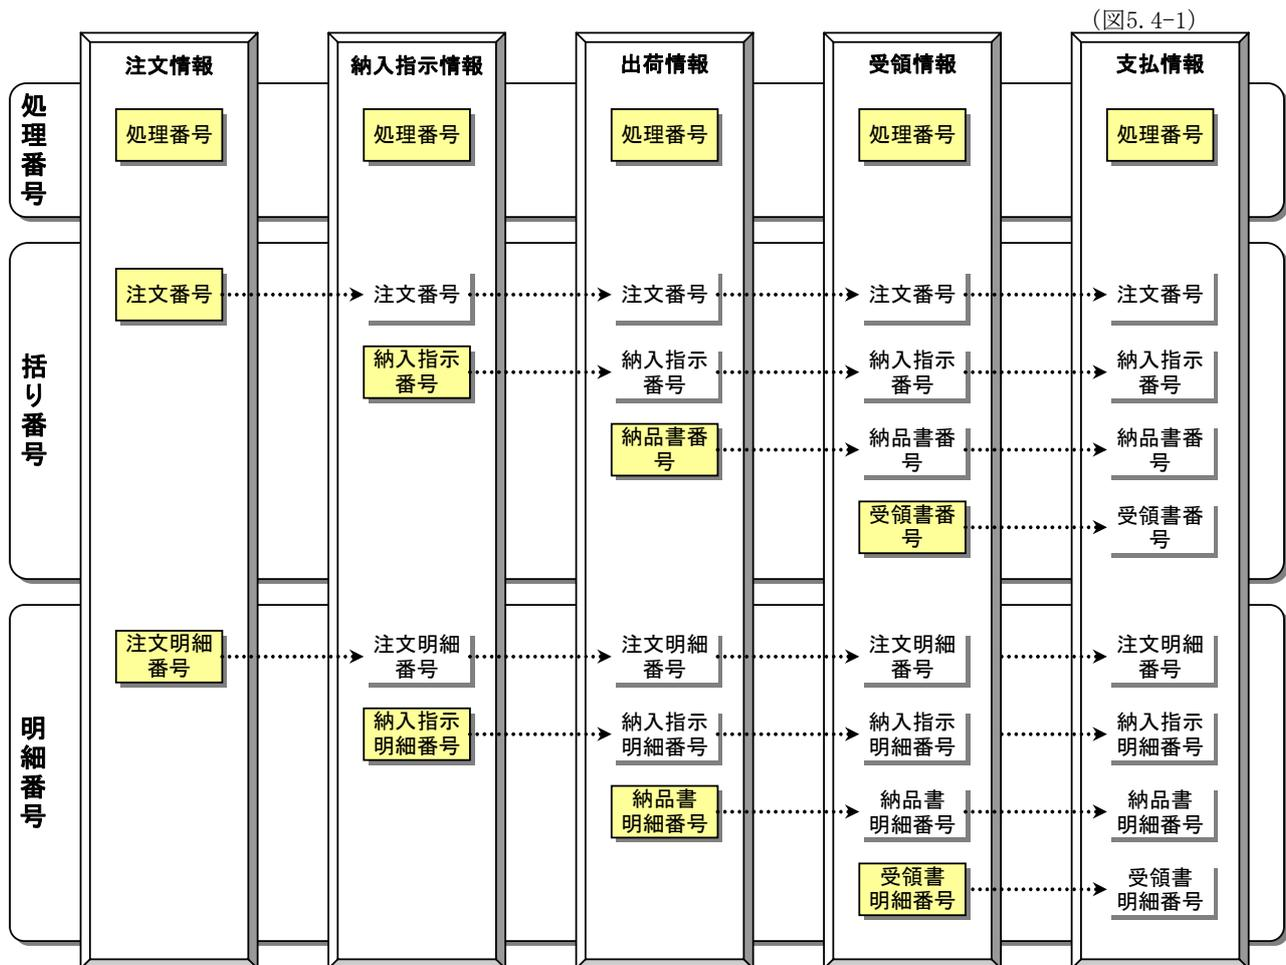 (図5.4-1)
注文情報
納入指示情報
出荷情報
受領情報
支払情報
処理番号
処理番号
処理番号
処理番号
処理番号
処理番号
括り番号
注文番号
注文番号
注文番号
注文番号
注文番号
納入指示
番号
納入指示
番号
納入指示
番号
納入指示
番号
納品書番
号
納品書番
号
納品書番
号
受領書番
号
受領書番
号
明細番号
注文明細
番号
注文明細
番号
注文明細
番号
注文明細
番号
注文明細
番号
納入指示
明細番号
納入指示
明細番号
納入指示
明細番号
納入指示
明細番号
納品書
明細番号
納品書
明細番号
納品書
明細番号
受領書
明細番号
受領書
明細番号